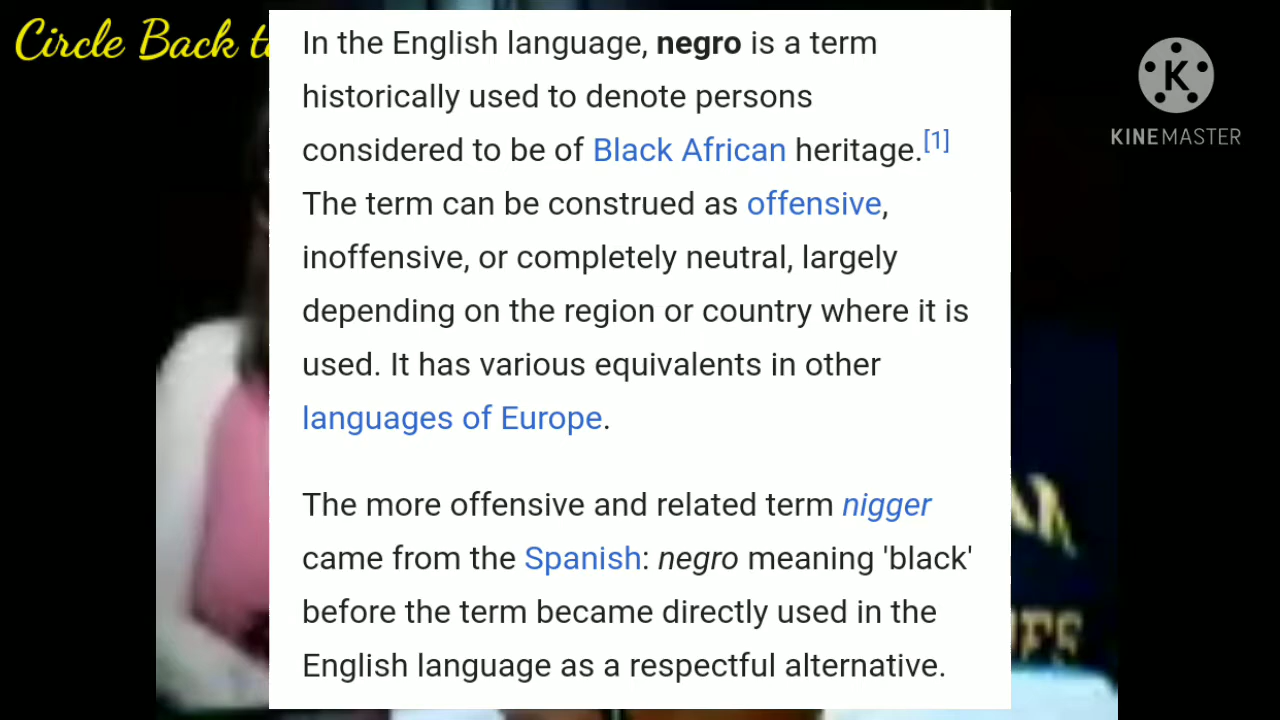 Circle Back
In the English language, negro is a term
historically used to denote persons
considered to be of Black African heritage.[1]
The term can be construed as offensive,
inoffensive, or completely neutral, largely
depending on the region or country where it is
used. It has various equivalents in other
languages of Europe.
The more offensive and related term nigger
came from the Spanish: negro meaning 'black'
before the term became directly used in the
English language as a respectful alternative.
K
KINEMASTER